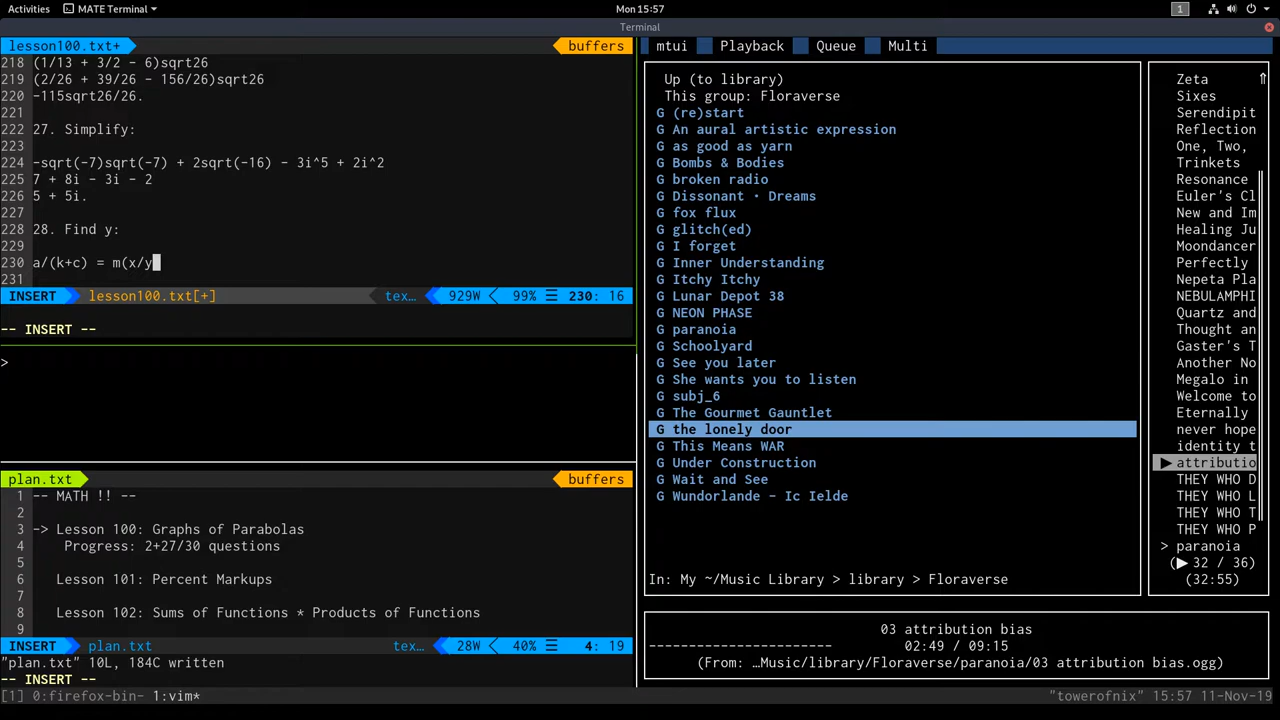 Activities MATE Terminal Mon 15:57 1
Terminal
lesson100.txt+ buffers
218 (1/13 + 3/2 - 6)sqrt26
219 (2/26 + 39/26 - 156/26)sqrt26
220 -115sqrt26/26.
221
222 27. Simplify:
223
224 -sqrt(-7)sqrt(-7) + 2sqrt(-16) - 3i^5 + 2i^2
225 7 + 8i - 3i - 2
226 5 + 5i.
227
228 28. Find y:
229
230 a/(k+c) = m(x/y
231
INSERT lesson100.txt[+] tex… 929W 99% ☰ 230: 16
-- INSERT --
>
plan.txt buffers
1 -- MATH !! --
2
3 -> Lesson 100: Graphs of Parabolas
4 Progress: 2+27/30 questions
5
6 Lesson 101: Percent Markups
7
8 Lesson 102: Sums of Functions * Products of Functions
9
INSERT plan.txt tex… 28W 40% ☰ 4: 19
"plan.txt" 10L, 184C written
-- INSERT --
mtui Playback Queue Multi
Up (to library)
This group: Floraverse
G (re)start
G An aural artistic expression
G as good as yarn
G Bombs & Bodies
G broken radio
G Dissonant · Dreams
G fox flux
G glitch(ed)
G I forget
G Inner Understanding
G Itchy Itchy
G Lunar Depot 38
G NEON PHASE
G paranoia
G Schoolyard
G See you later
G She wants you to listen
G subj_6
G The Gourmet Gauntlet
G the lonely door
G This Means WAR
G Under Construction
G Wait and See
G Wundorlande - Ic Ielde
In: My ~/Music Library > library > Floraverse
Zeta ⇑
Sixes
Serendipit
Reflection
One, Two,
Trinkets
Resonance
Euler's Cl
New and Im
Healing Ju
Moondancer
Perfectly
Nepeta Pla
NEBULAMPHI
Quartz and
Thought an
Gaster's T
Another No
Megalo in
Welcome to
Eternally
never hope
identity t
▶ attributio
THEY WHO D
THEY WHO L
THEY WHO T
THEY WHO P
> paranoia
(▶ 32 / 36)
(32:55)
03 attribution bias
----------------------- 02:49 / 09:15
(From: …Music/library/Floraverse/paranoia/03 attribution bias.ogg)
[1] 0:firefox-bin- 1:vim* "towerofnix" 15:57 11-Nov-19